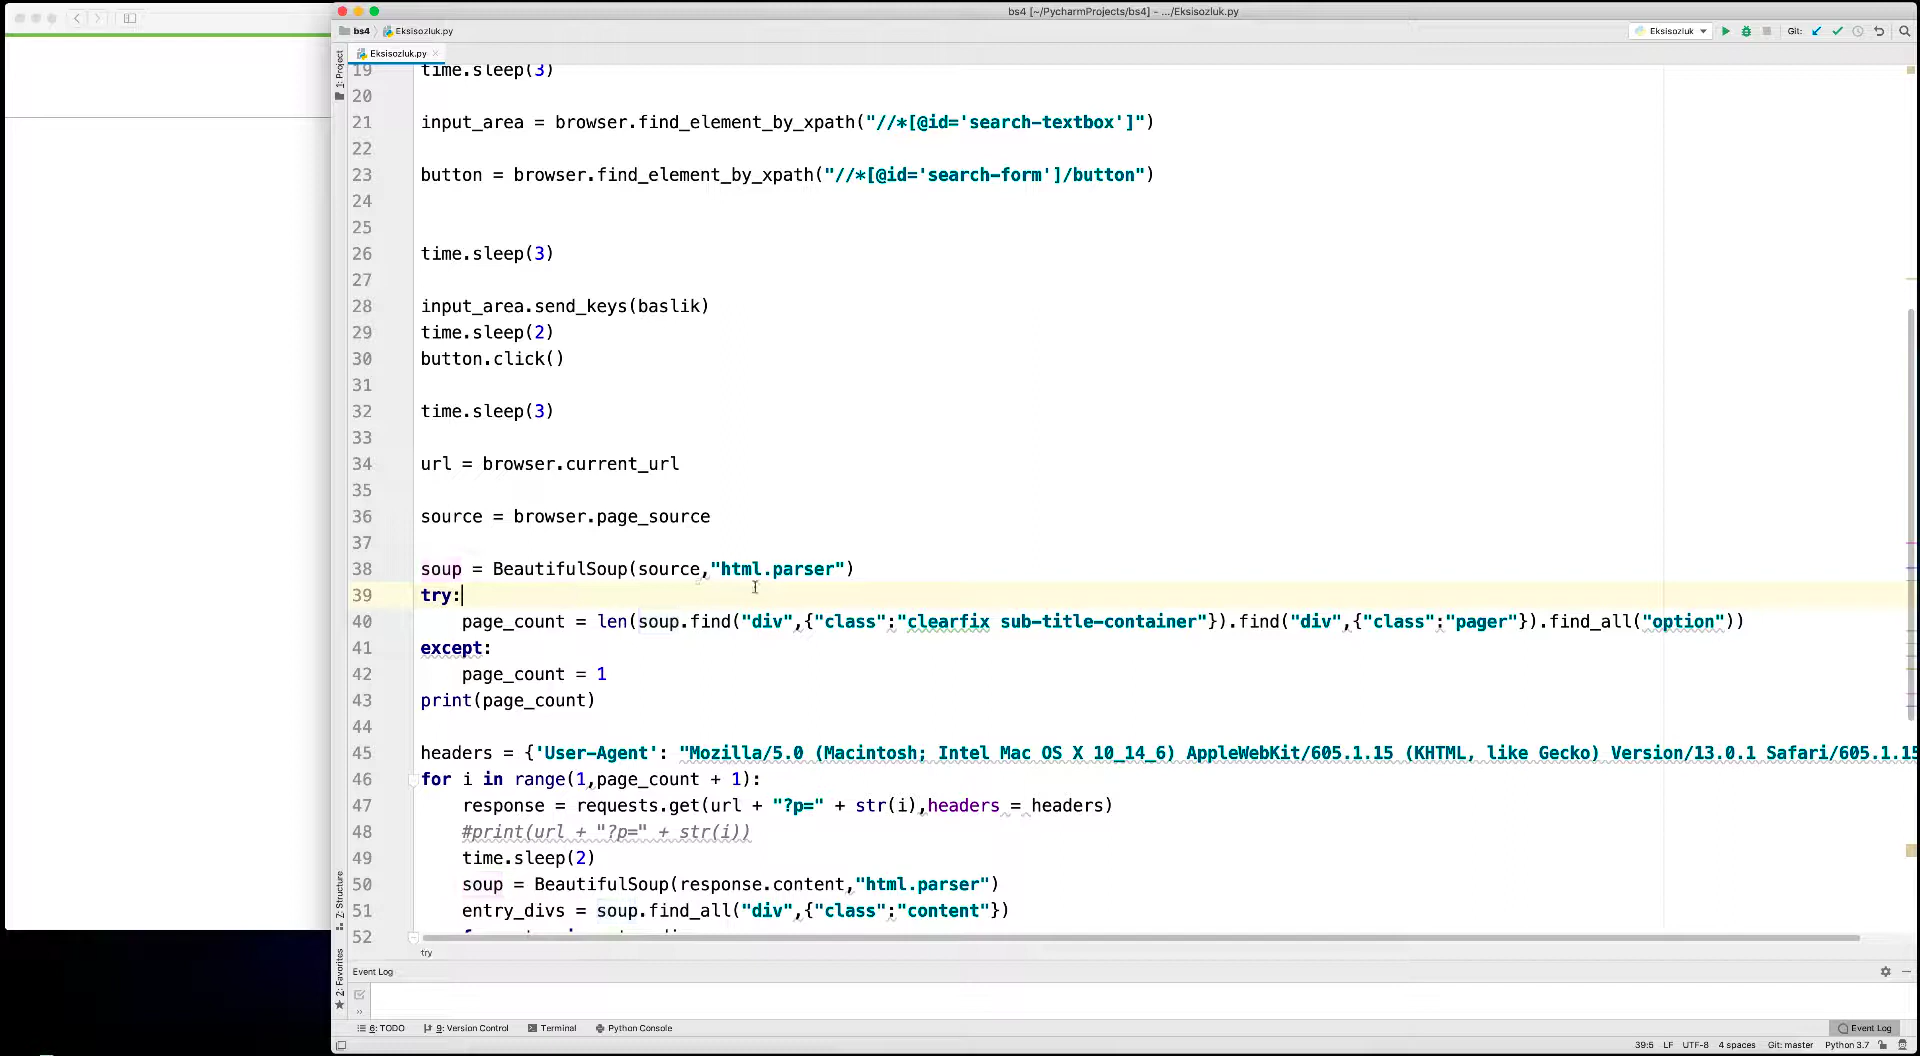 bs4 [~/PycharmProjects/bs4] - .../Eksisozluk.py
bs4 Eksisozluk.py
Eksisozluk
Git:
1: Project
Eksisozluk.py
19 time.sleep(3)
20
21 input_area = browser.find_element_by_xpath("//*[@id='search-textbox']")
22
23 button = browser.find_element_by_xpath("//*[@id='search-form']/button")
24
25
26 time.sleep(3)
27
28 input_area.send_keys(baslik)
29 time.sleep(2)
30 button.click()
31
32 time.sleep(3)
33
34 url = browser.current_url
35
36 source = browser.page_source
37
38 soup = BeautifulSoup(source,"html.parser")
39 try:
40 page_count = len(soup.find("div",{"class":"clearfix sub-title-container"}).find("div",{"class":"pager"}).find_all("option"))
41 except:
42 page_count = 1
43 print(page_count)
44
45 headers = {'User-Agent': "Mozilla/5.0 (Macintosh; Intel Mac OS X 10_14_6) AppleWebKit/605.1.15 (KHTML, like Gecko) Version/13.0.1 Safari/605.1.15
46 for i in range(1,page_count + 1):
47 response = requests.get(url + "?p=" + str(i),headers = headers)
48 #print(url + "?p=" + str(i))
49 time.sleep(2)
50 soup = BeautifulSoup(response.content,"html.parser")
51 entry_divs = soup.find_all("div",{"class":"content"})
52
7: Structure
2: Favorites
try
Event Log
6: TODO
9: Version Control
Terminal
Python Console
Event Log
39:5 LF UTF-8 4 spaces Git: master Python 3.7